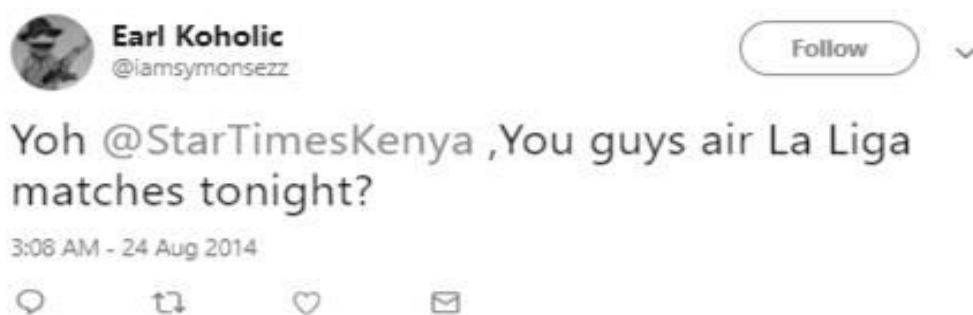 Earl Koholic
@iamsymonsezz
Follow
Yoh @StarTimesKenya ,You guys air La Liga
matches tonight?
3:08 AM - 24 Aug 2014